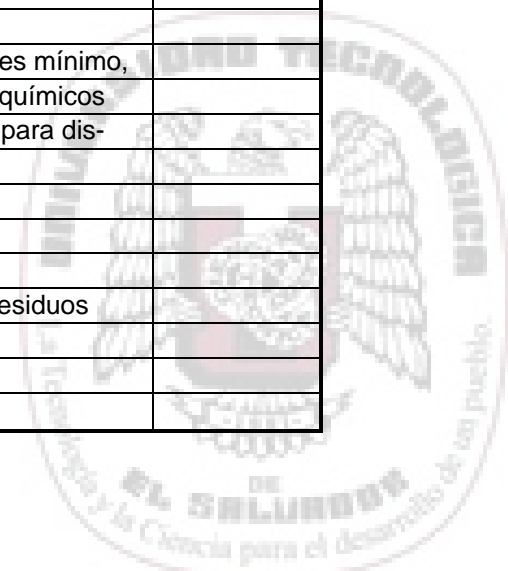 es mínimo,
químicos
para dis-
esiduos
UNIVERSIDAD TECNOLOGICA
DE
EL SALVADOR
La Tecnología y la Ciencia para el desarrollo de un pueblo.